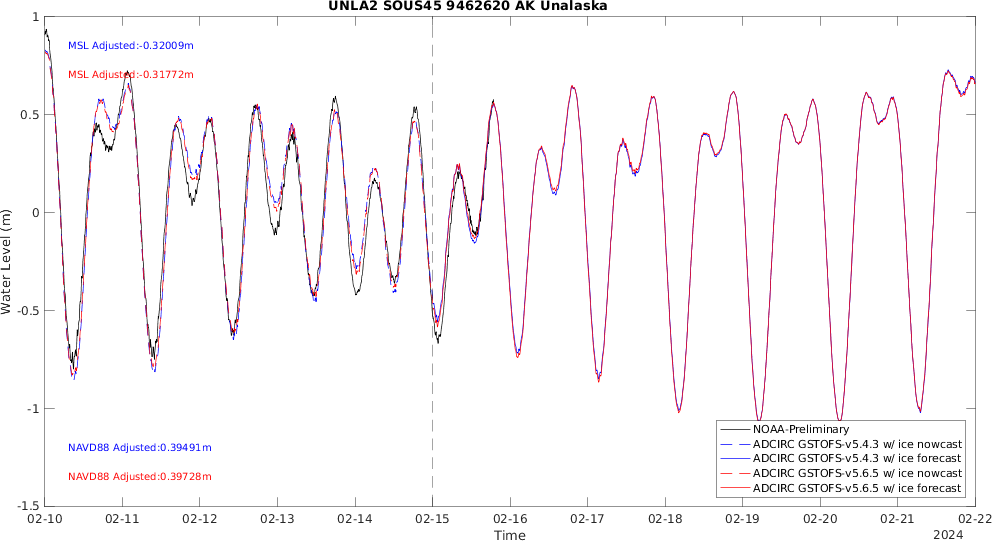 UNLA2 SOUS45 9462620 AK Unalaska
MSL Adjusted:-0.32009m
MSL Adjusted:-0.31772m
NAVD88 Adjusted:0.39491m
NAVD88 Adjusted:0.39728m
Water Level (m)
1
0.5
0
-0.5
-1
-1.5
NOAA-Preliminary
ADCIRC GSTOFS-v5.4.3 w/ ice nowcast
ADCIRC GSTOFS-v5.4.3 w/ ice forecast
ADCIRC GSTOFS-v5.6.5 w/ ice nowcast
ADCIRC GSTOFS-v5.6.5 w/ ice forecast
02-10 02-11 02-12 02-13 02-14 02-15 02-16 02-17 02-18 02-19 02-20 02-21 02-22
Time
2024